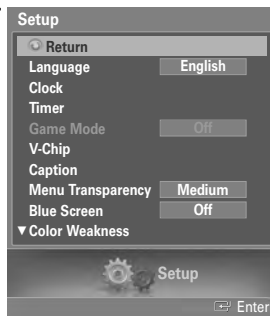 Setup
Return
Language English
Clock
Timer
Game Mode Off
V-Chip
Caption
Menu Transparency Medium
Blue Screen Off
▼Color Weakness
Setup
Enter